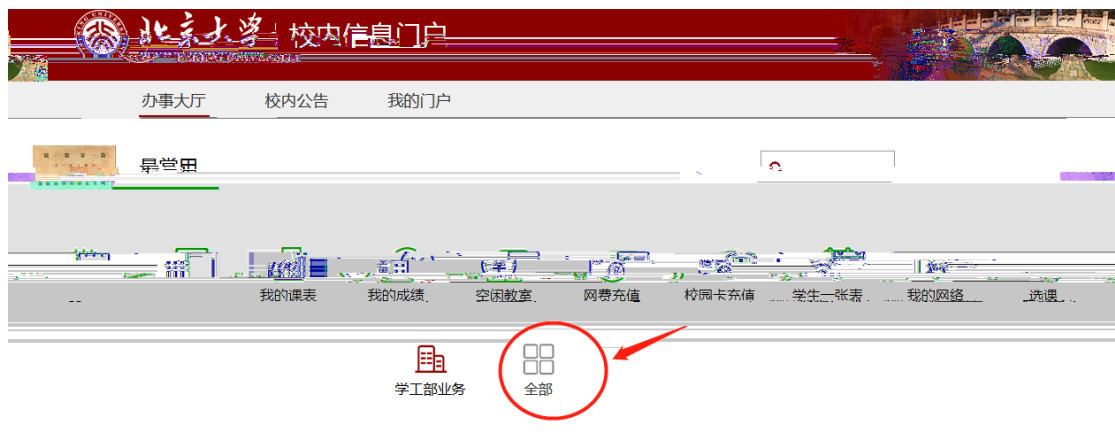 北京大学 校内信息门户
办事大厅 校内公告 我的门户
最常用
我的课表 我的成绩 空闲教室 网费充值 校园卡充值 学生一张表 我的网络 选课
学工部业务 全部